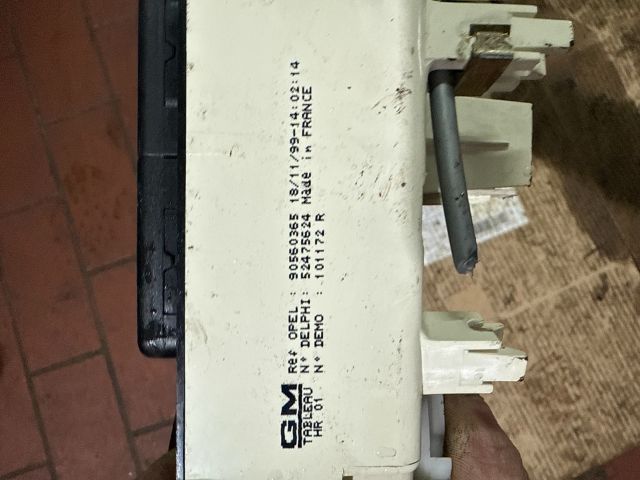 GM Réf OPEL : 90560365 18/11/99-14:02:14
TABLEAU N° DELPHI: 52475624 Made in FRANCE
HR 01 N° DEMO : 101172 R